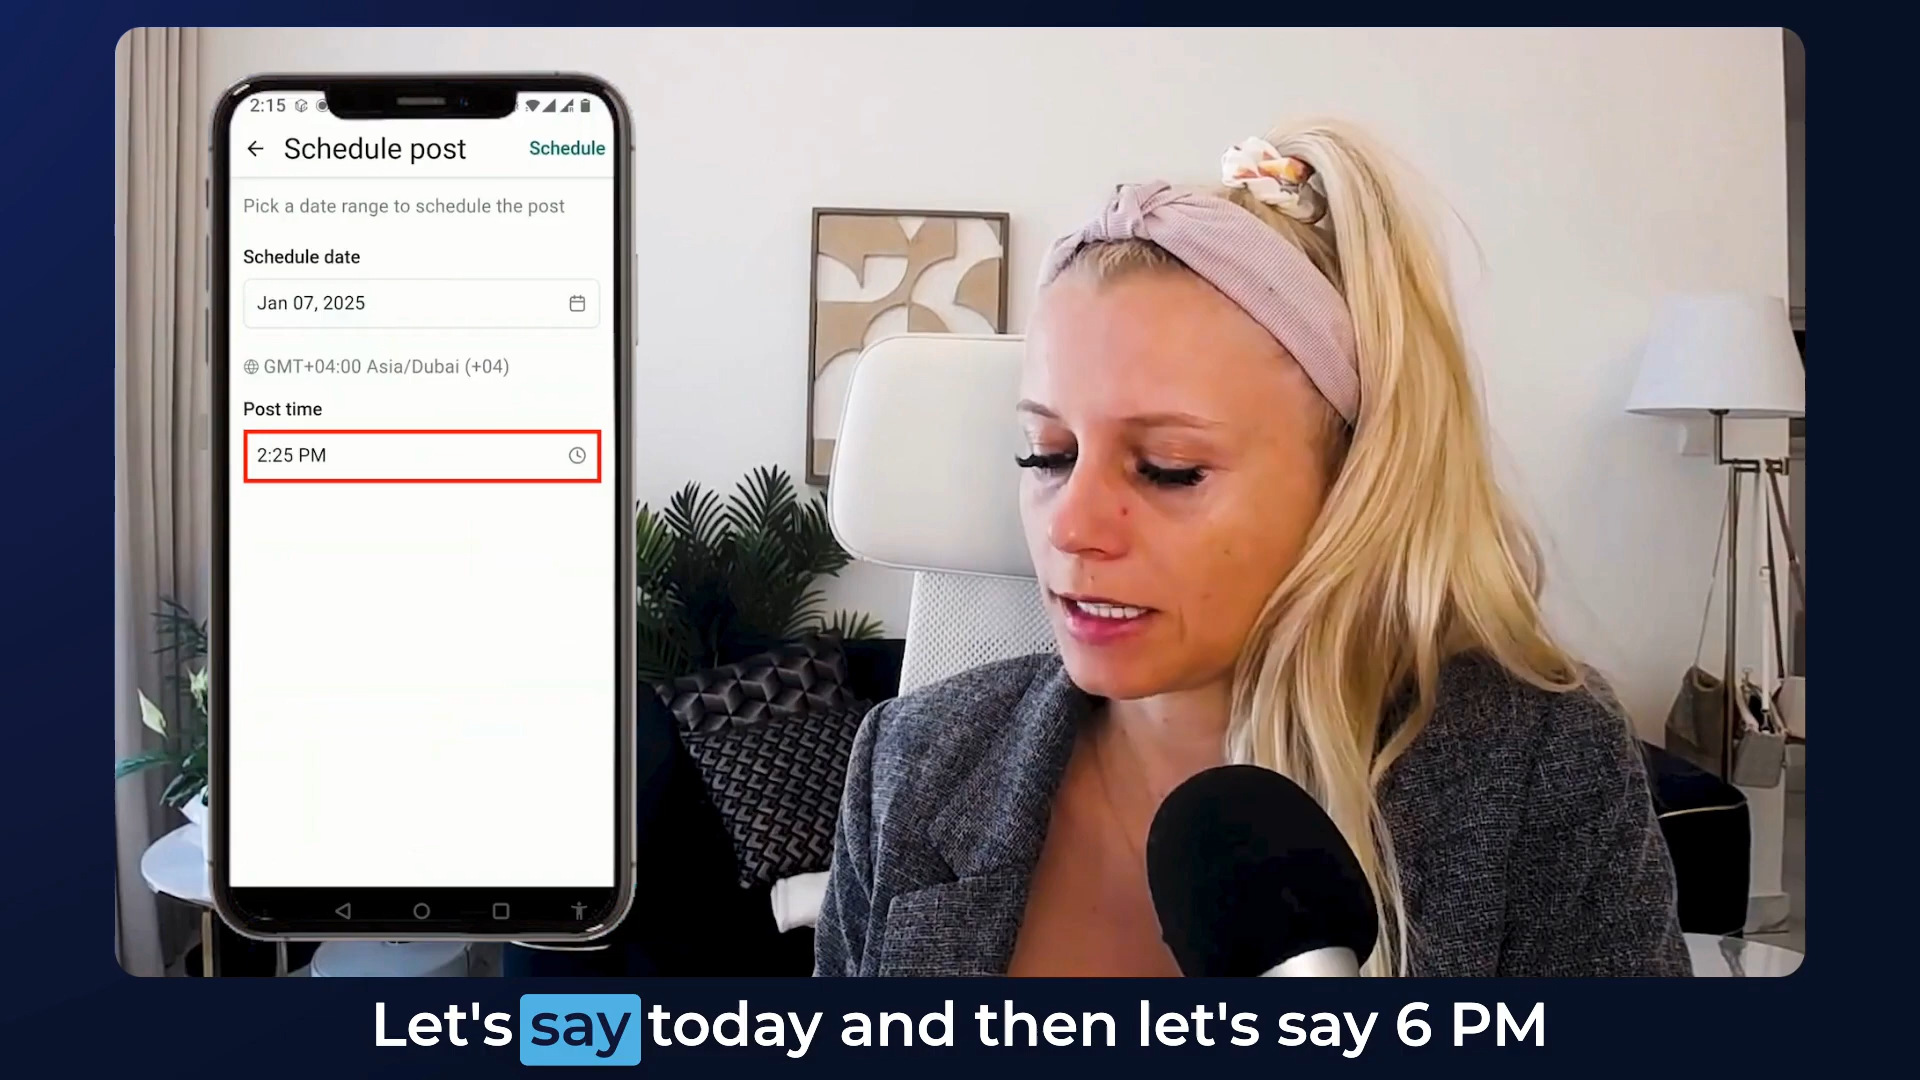 2:15
Schedule post
Schedule
Pick a date range to schedule the post
Schedule date
Jan 07, 2025
GMT+04:00 Asia/Dubai (+04)
Post time
2:25 PM
Let's say today and then let's say 6 PM